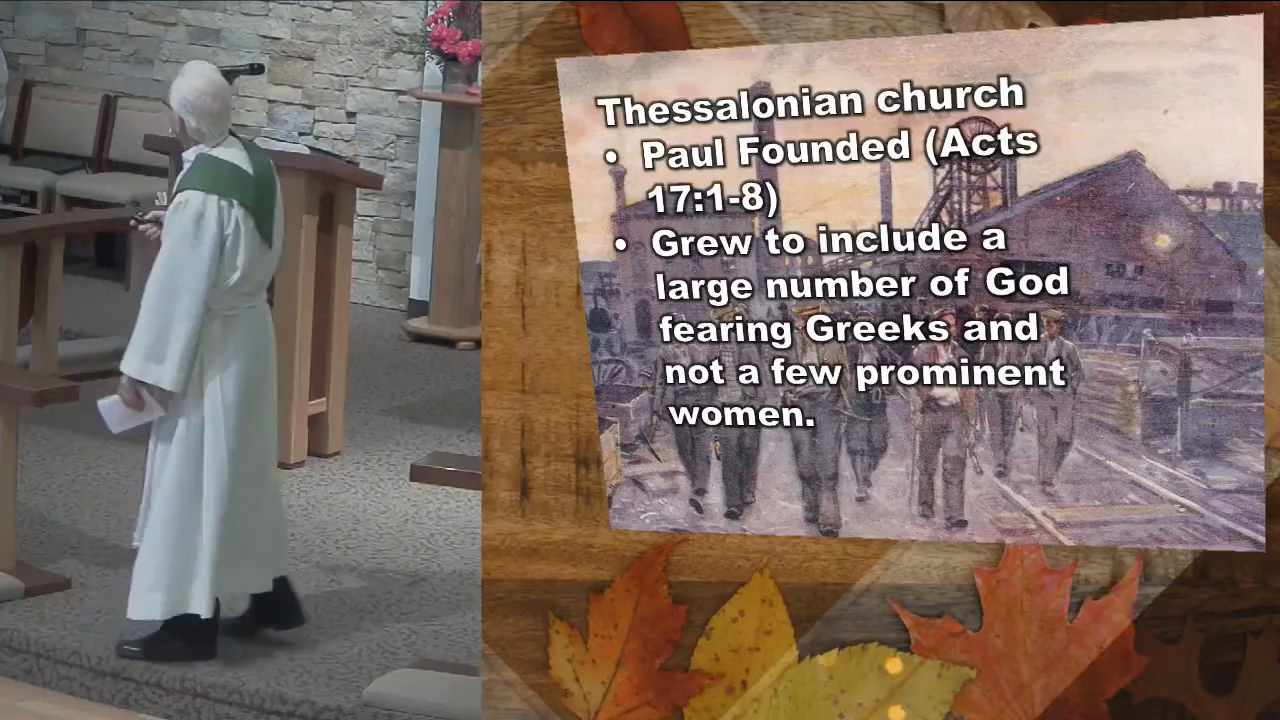 Thessalonian church
• Paul Founded (Acts
17:1-8)
• Grew to include a
large number of God
fearing Greeks and
not a few prominent
women.